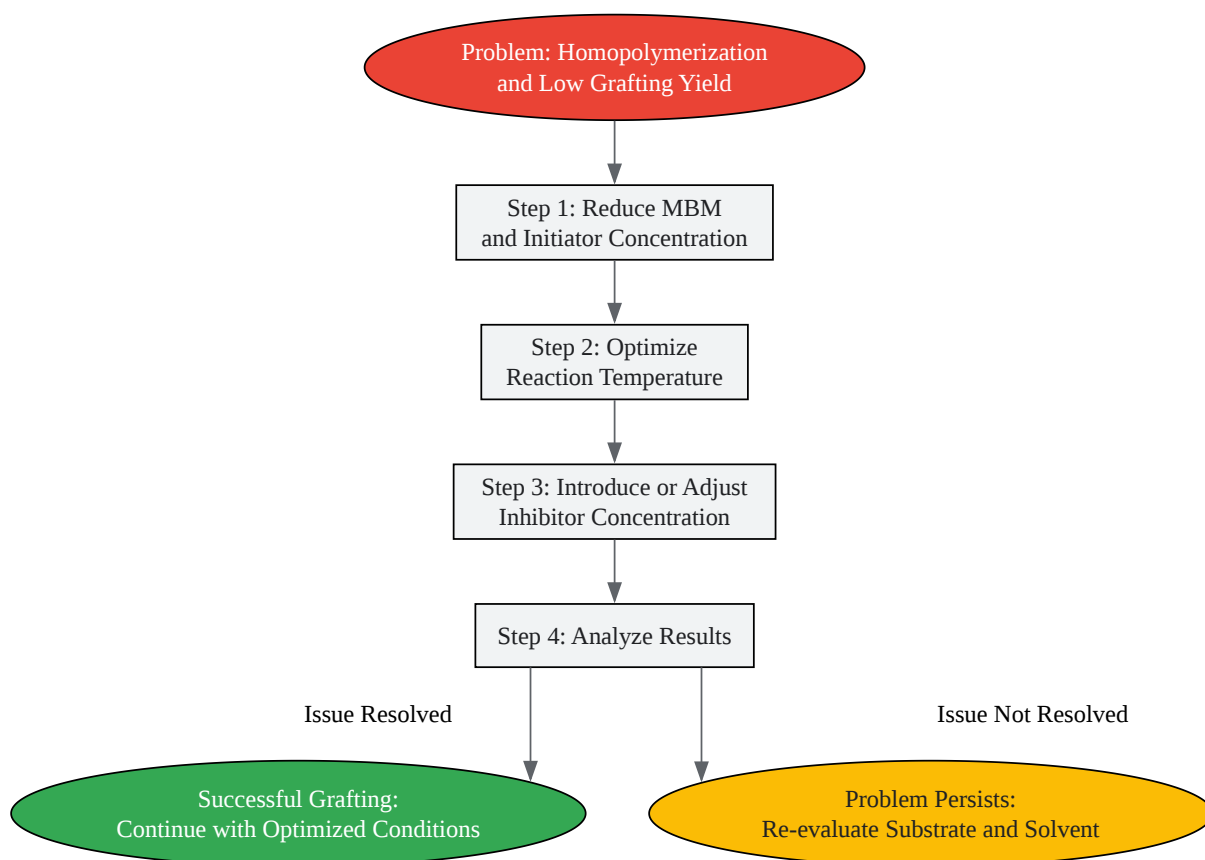 Problem: Homopolymerization
and Low Grafting Yield
Step 1: Reduce MBM
and Initiator Concentration
Step 2: Optimize
Reaction Temperature
Step 3: Introduce or Adjust
Inhibitor Concentration
Step 4: Analyze Results
Issue Resolved
Issue Not Resolved
Successful Grafting:
Continue with Optimized Conditions
Problem Persists:
Re-evaluate Substrate and Solvent